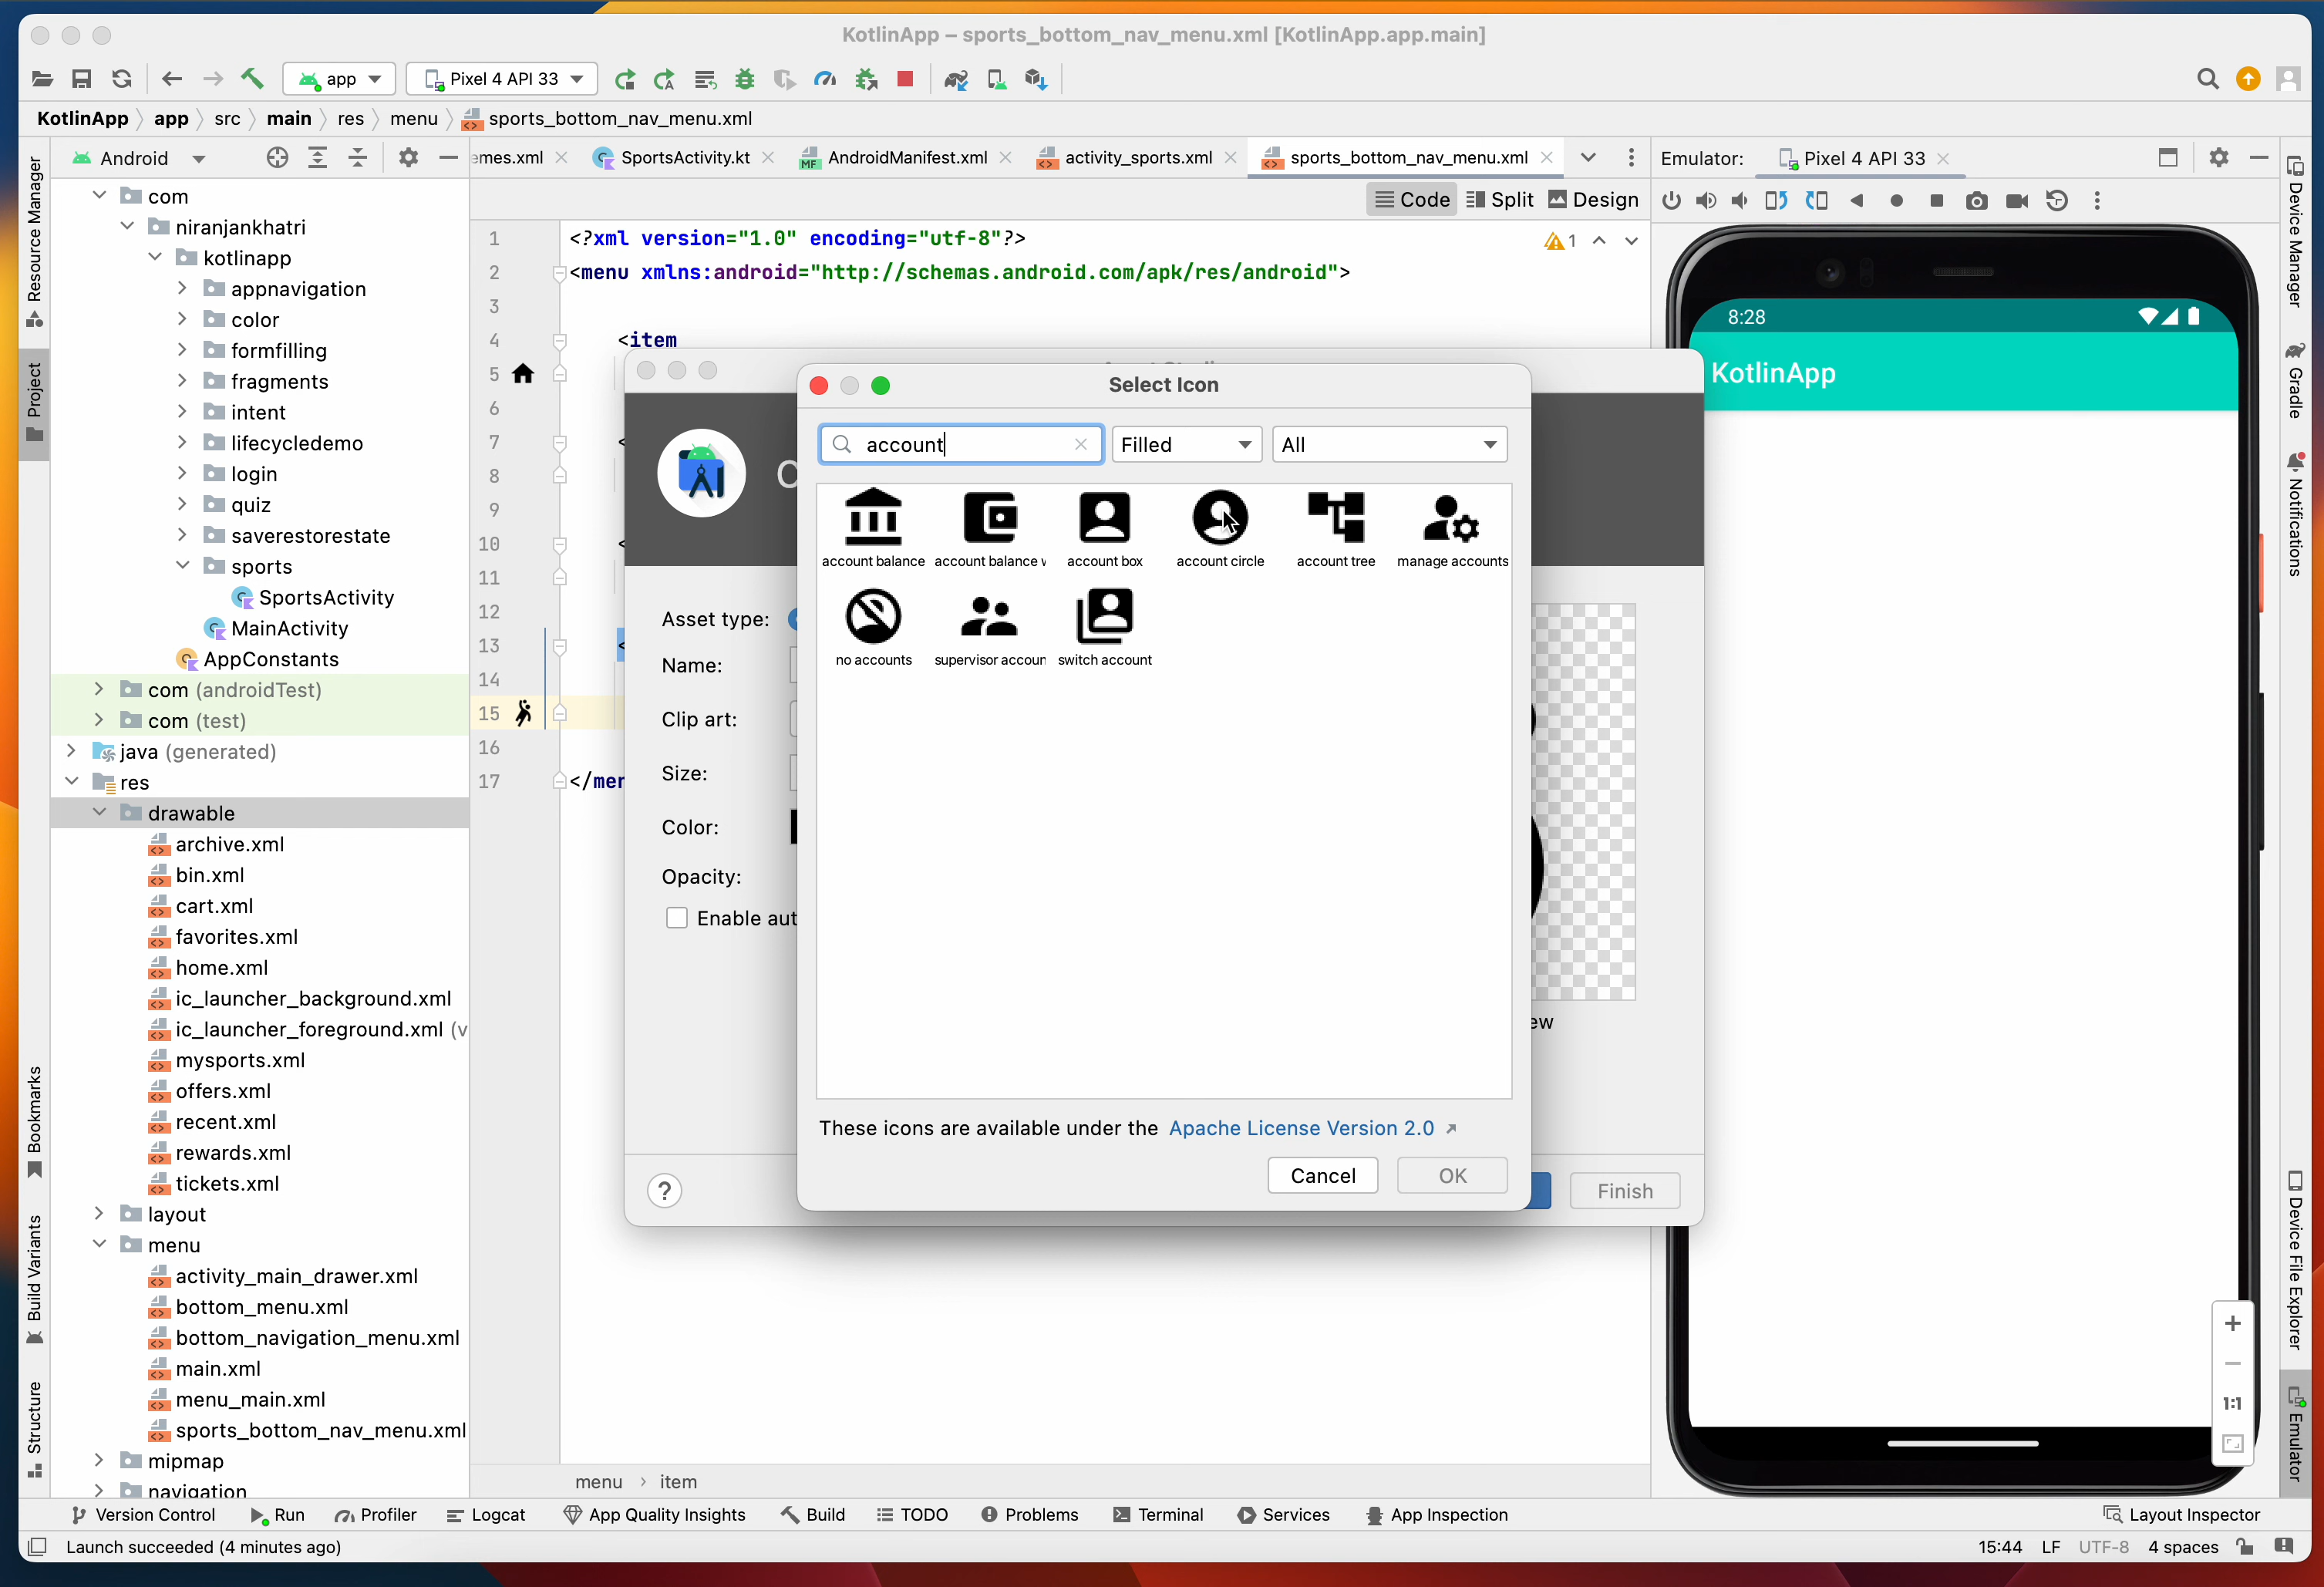 KotlinApp – sports_bottom_nav_menu.xml [KotlinApp.app.main]
app
Pixel 4 API 33
KotlinApp
app
src
main
res
menu
sports_bottom_nav_menu.xml
Resource Manager
Project
Bookmarks
Build Variants
Structure
Android
com
niranjankhatri
kotlinapp
appnavigation
color
formfilling
fragments
intent
lifecycledemo
login
quiz
saverestorestate
sports
SportsActivity
MainActivity
AppConstants
com (androidTest)
com (test)
java (generated)
res
drawable
archive.xml
bin.xml
cart.xml
favorites.xml
home.xml
ic_launcher_background.xml
ic_launcher_foreground.xml (v
mysports.xml
offers.xml
recent.xml
rewards.xml
tickets.xml
layout
menu
activity_main_drawer.xml
bottom_menu.xml
bottom_navigation_menu.xml
main.xml
menu_main.xml
sports_bottom_nav_menu.xml
mipmap
navigation
emes.xml
SportsActivity.kt
AndroidManifest.xml
activity_sports.xml
sports_bottom_nav_menu.xml
Code
Split
Design
1
1 <?xml version="1.0" encoding="utf-8"?>
2 <menu xmlns:android="http://schemas.android.com/apk/res/android">
3
4 <item
5
6
7 <
8
9
10 <
11
12
13 <
14
15
16
17 </men
Asset type:
Name:
Clip art:
Size:
Color:
Opacity:
Enable aut
ew
?
Finish
Select Icon
account
Filled
All
account balance
account balance w
account box
account circle
account tree
manage accounts
no accounts
supervisor accoun
switch account
These icons are available under the Apache License Version 2.0
Cancel
OK
menu
item
Emulator:
Pixel 4 API 33
8:28
KotlinApp
1:1
Device Manager
Gradle
Notifications
Device File Explorer
Emulator
Version Control
Run
Profiler
Logcat
App Quality Insights
Build
TODO
Problems
Terminal
Services
App Inspection
Layout Inspector
Launch succeeded (4 minutes ago)
15:44
LF
UTF-8
4 spaces